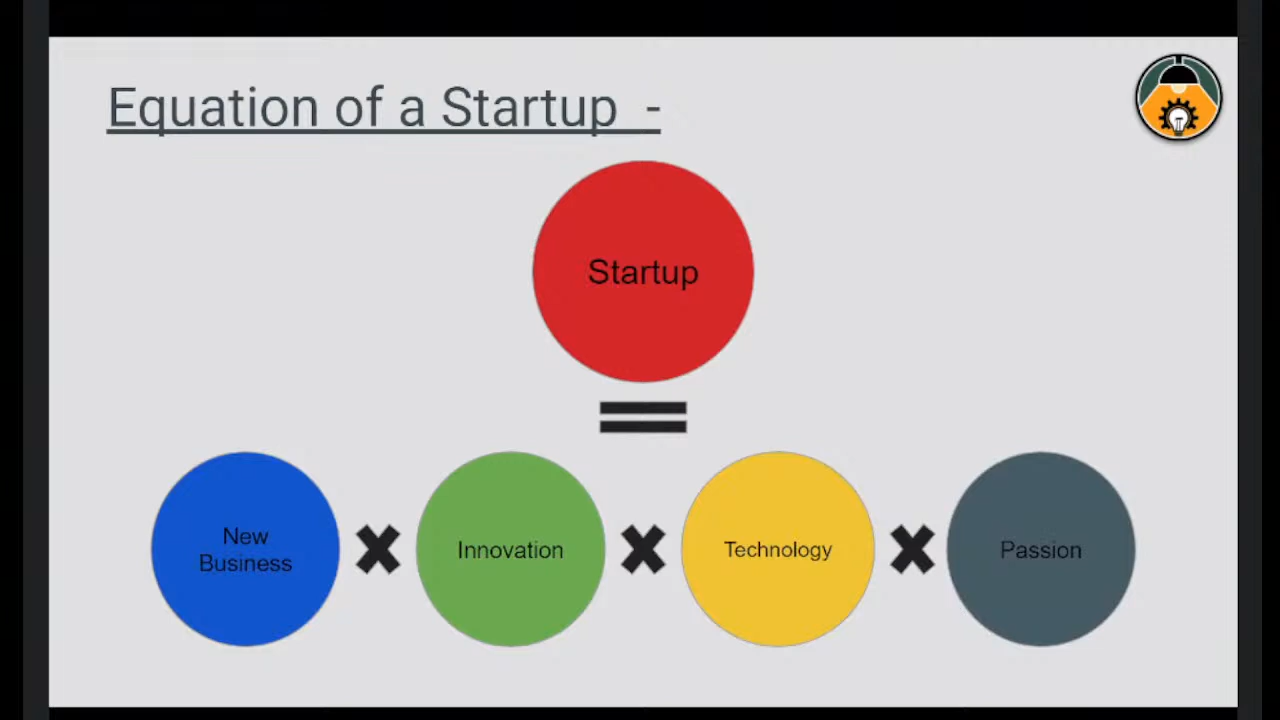 Equation of a Startup -
Startup
New
Business
Innovation
Technology
Passion